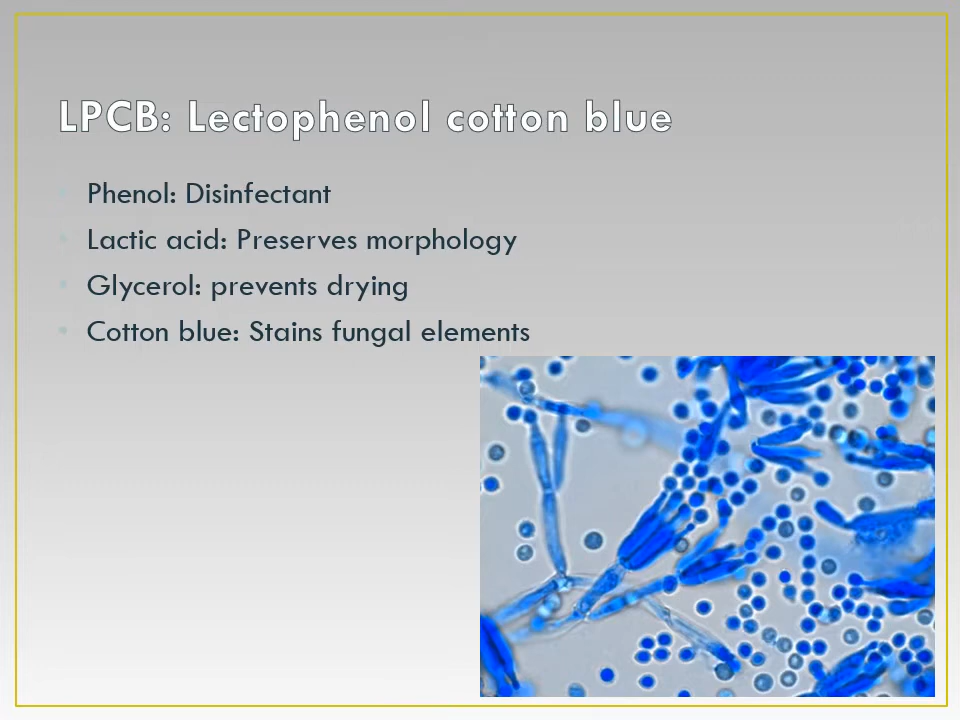 LPCB: Lectophenol cotton blue
• Phenol: Disinfectant
• Lactic acid: Preserves morphology
• Glycerol: prevents drying
• Cotton blue: Stains fungal elements